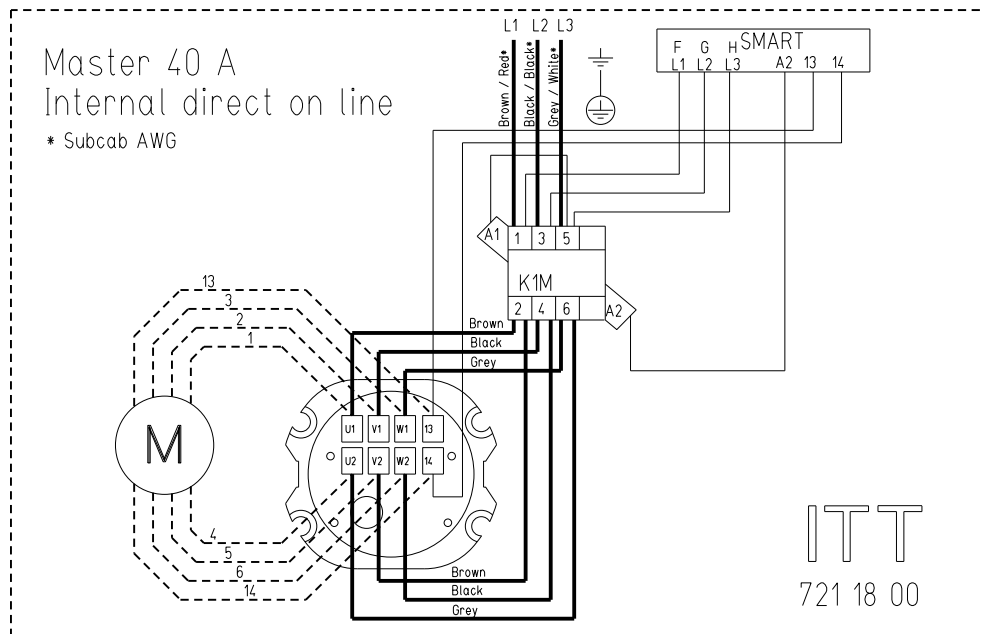 L1 L2 L3
Master 40 A
Internal direct on line
* Subcab AWG
Brown / Red*
Black / Black*
Grey / White*
SMART
F G H
L1 L2 L3 A2 13 14
A1 1 3 5
K1M
2 4 6 A2
13
3
2
1
Brown
Black
Grey
M
U1 V1 W1 13
U2 V2 W2 14
4
5
6
14
Brown
Black
Grey
ITT
721 18 00